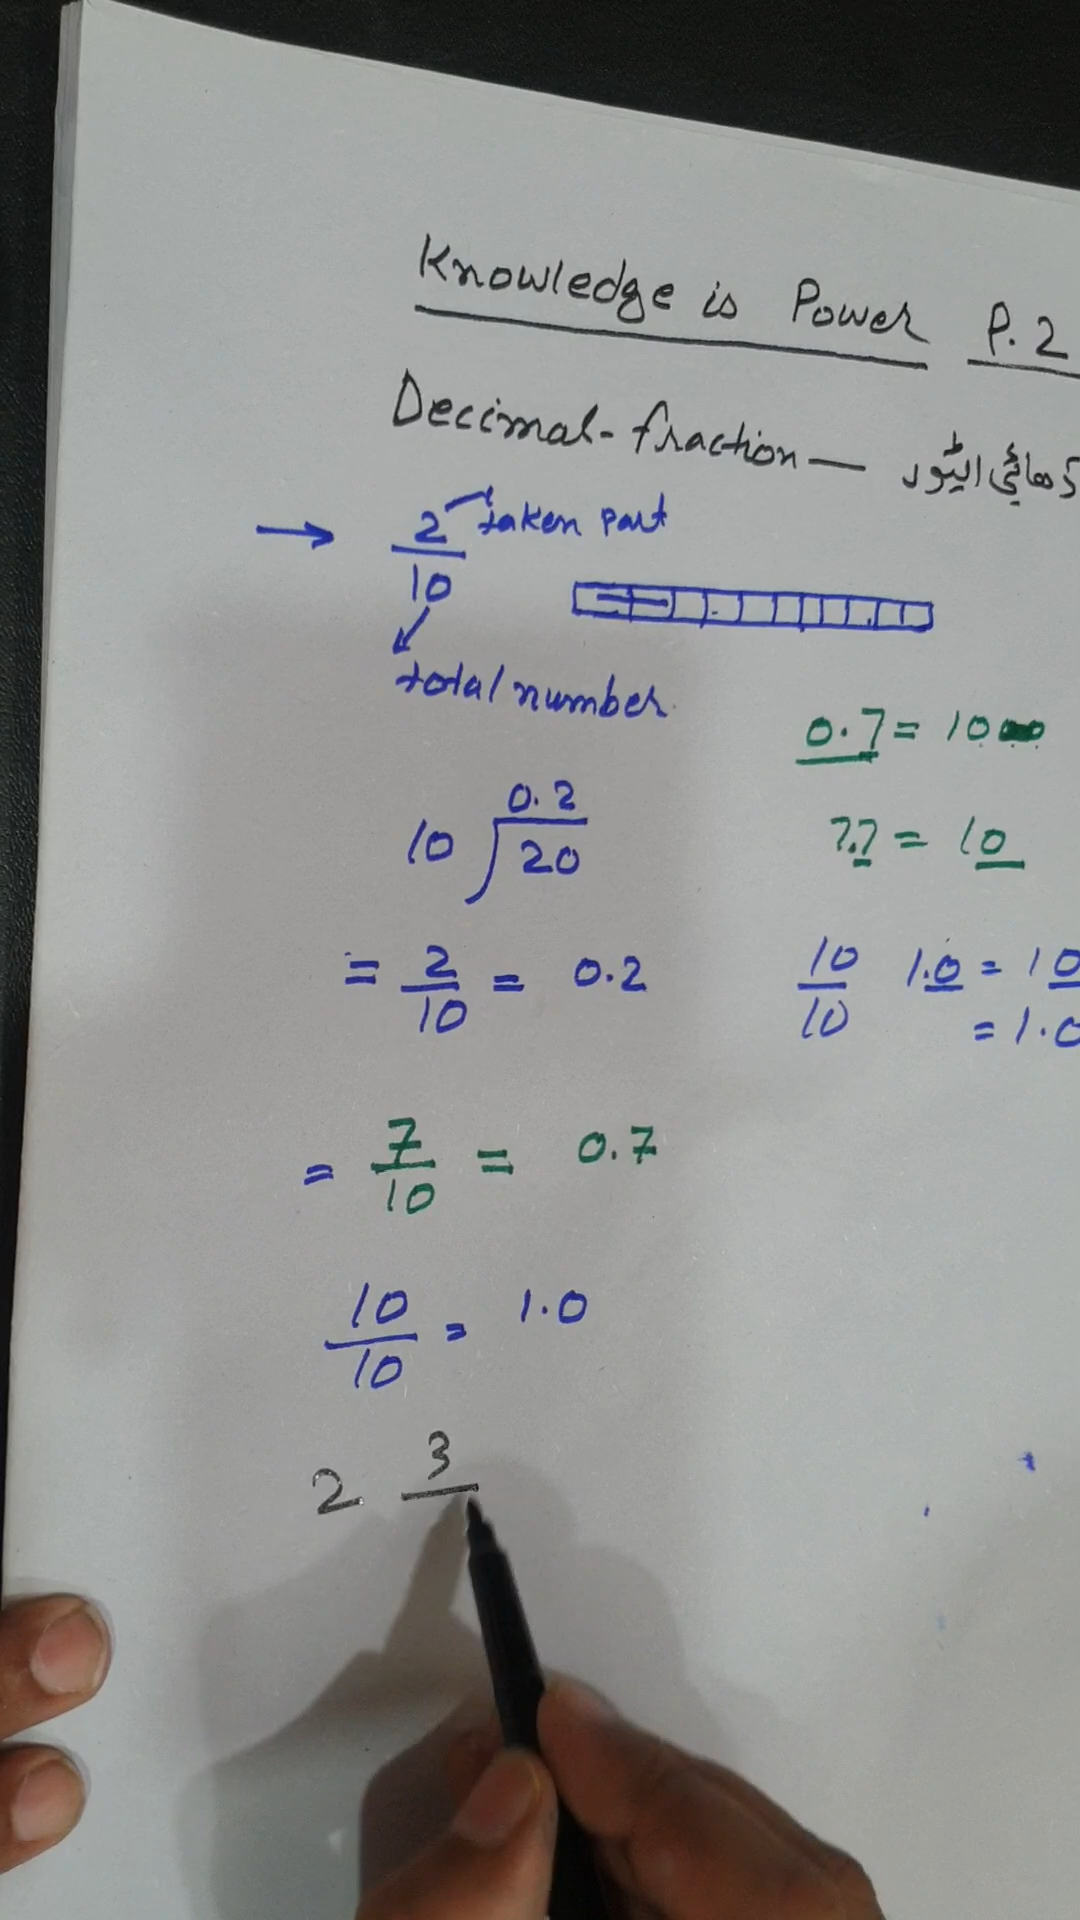 Knowledge is Power P.2
Decimal-fraction —
→ 2 taken part
10
total number.
0.7 = 10
0.2
10 20
7.7 = 10
= 2/10 = 0.2
10/10 1.0 = 10
= 1.0
= 7/10 = 0.7
10/10 = 1.0
2 3